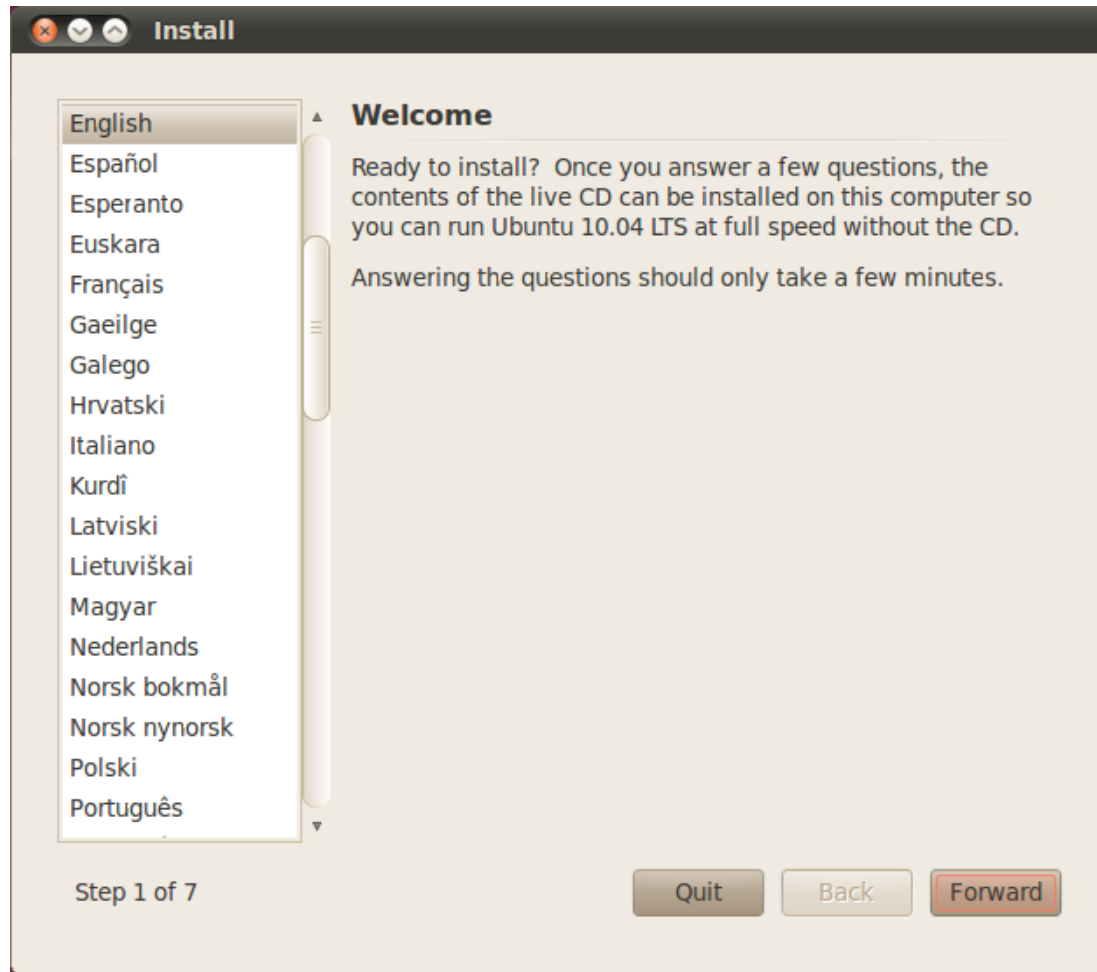 Install
English
Español
Esperanto
Euskara
Français
Gaeilge
Galego
Hrvatski
Italiano
Kurdî
Latviski
Lietuviškai
Magyar
Nederlands
Norsk bokmål
Norsk nynorsk
Polski
Português
Welcome
Ready to install?  Once you answer a few questions, the
contents of the live CD can be installed on this computer so
you can run Ubuntu 10.04 LTS at full speed without the CD.
Answering the questions should only take a few minutes.
Step 1 of 7
Quit
Back
Forward